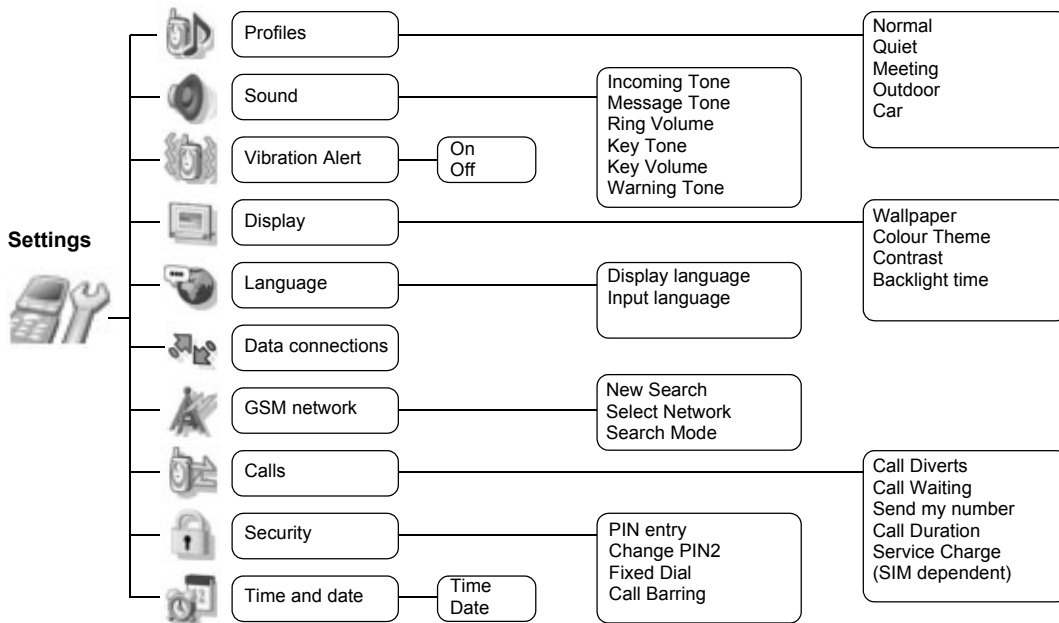 Settings
Profiles
Normal
Quiet
Meeting
Outdoor
Car
Sound
Incoming Tone
Message Tone
Ring Volume
Key Tone
Key Volume
Warning Tone
Vibration Alert
On
Off
Display
Wallpaper
Colour Theme
Contrast
Backlight time
Language
Display language
Input language
Data connections
GSM network
New Search
Select Network
Search Mode
Calls
Call Diverts
Call Waiting
Send my number
Call Duration
Service Charge
(SIM dependent)
Security
PIN entry
Change PIN2
Fixed Dial
Call Barring
Time and date
Time
Date